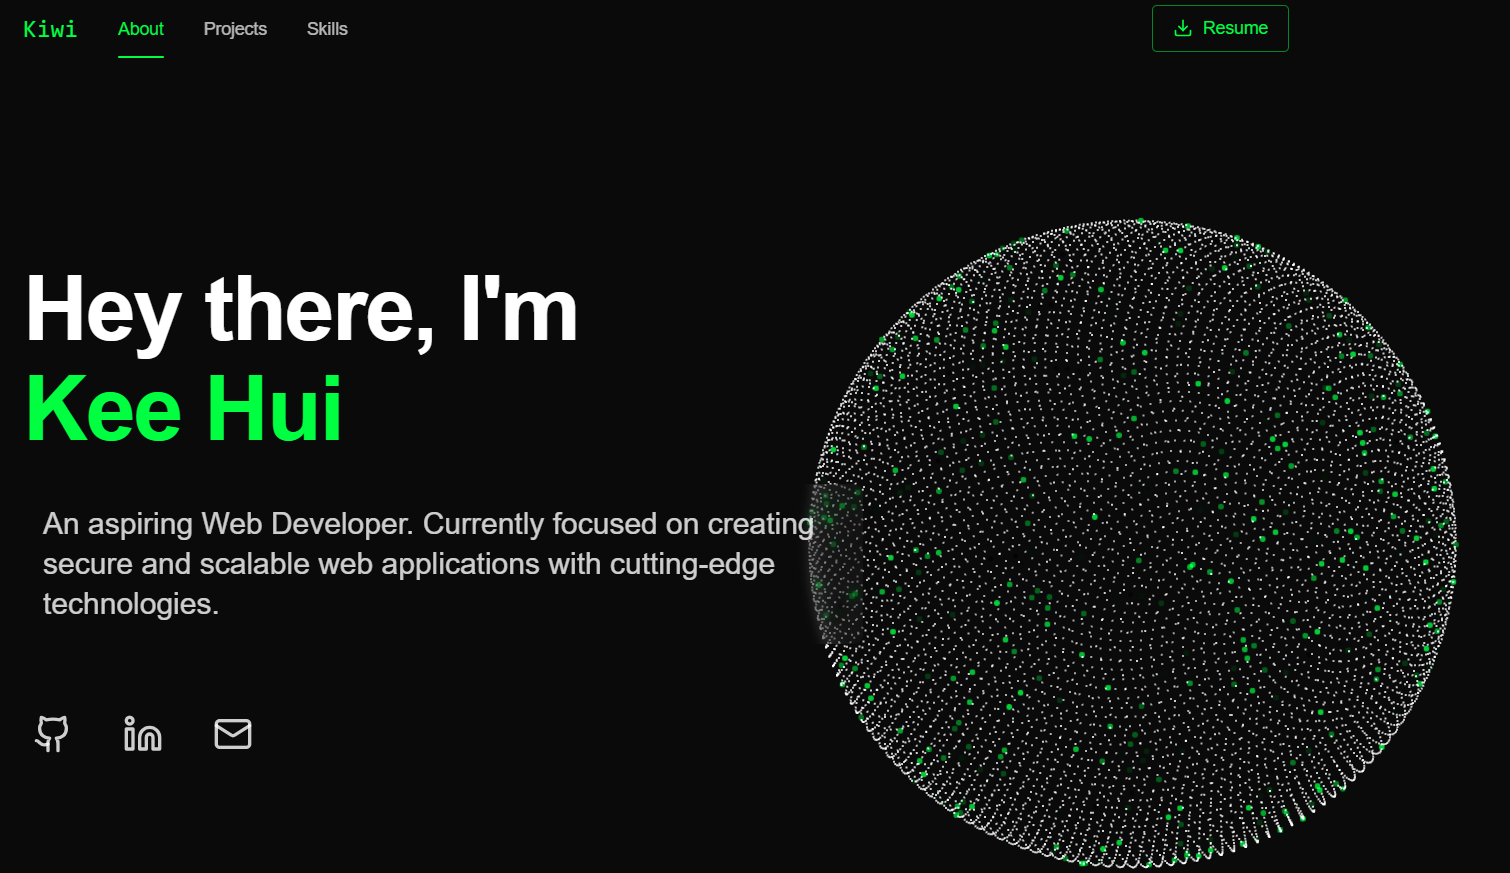 Kiwi
About
Projects
Skills
Resume
Hey there, I'm
Kee Hui
An aspiring Web Developer. Currently focused on creating
secure and scalable web applications with cutting-edge
technologies.
in